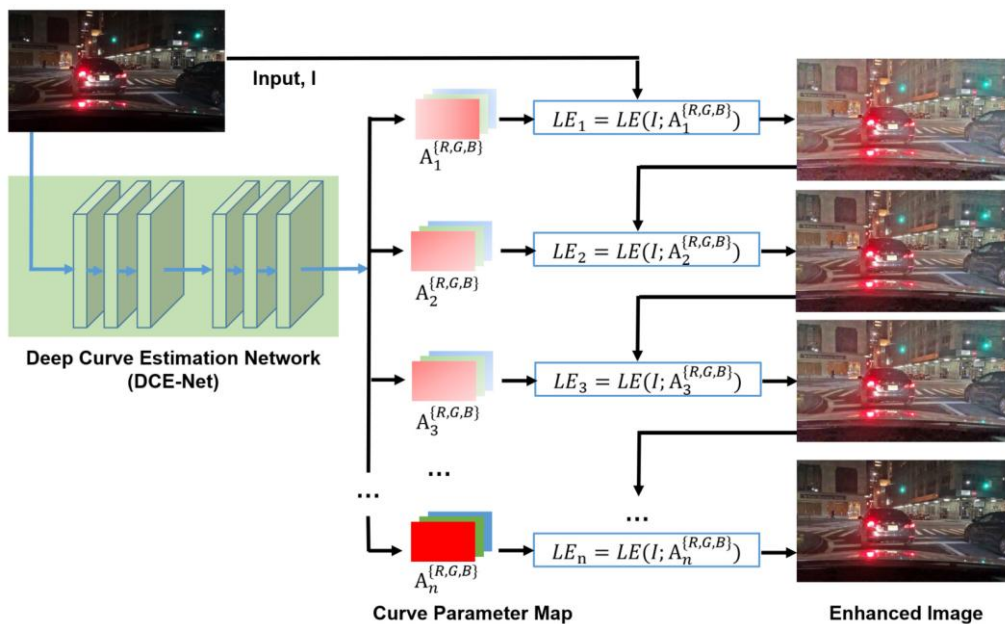 Input, I
A₁^{R,G,B}
LE₁ = LE(I; A₁^{R,G,B})
A₂^{R,G,B}
LE₂ = LE(I; A₂^{R,G,B})
Deep Curve Estimation Network
(DCE-Net)
A₃^{R,G,B}
LE₃ = LE(I; A₃^{R,G,B})
...
...
...
Aₙ^{R,G,B}
LEₙ = LE(I; Aₙ^{R,G,B})
Curve Parameter Map
Enhanced Image